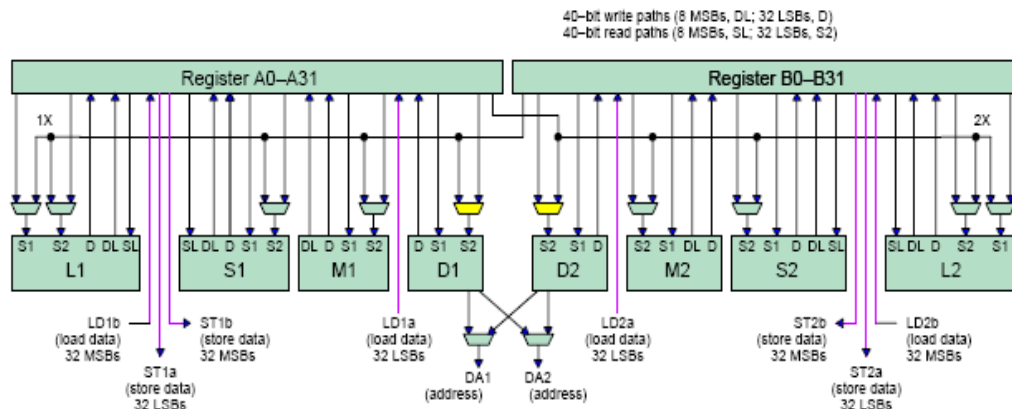 40–bit write paths (8 MSBs, DL; 32 LSBs, D)
40–bit read paths (8 MSBs, SL; 32 LSBs, S2)
Register A0–A31
Register B0–B31
1X
2X
S1 S2 D DL SL
L1
SL DL D S1 S2
S1
DL D S1 S2
M1
D S1 S2
D1
S2 S1 D
D2
S2 S1 DL D
M2
S2 S1 D DL SL
S2
SL DL D S2 S1
L2
LD1b
(load data)
32 MSBs
ST1b
(store data)
32 MSBs
ST1a
(store data)
32 LSBs
LD1a
(load data)
32 LSBs
DA1
(address)
DA2
(address)
LD2a
(load data)
32 LSBs
ST2b
(store data)
32 MSBs
LD2b
(load data)
32 MSBs
ST2a
(store data)
32 LSBs